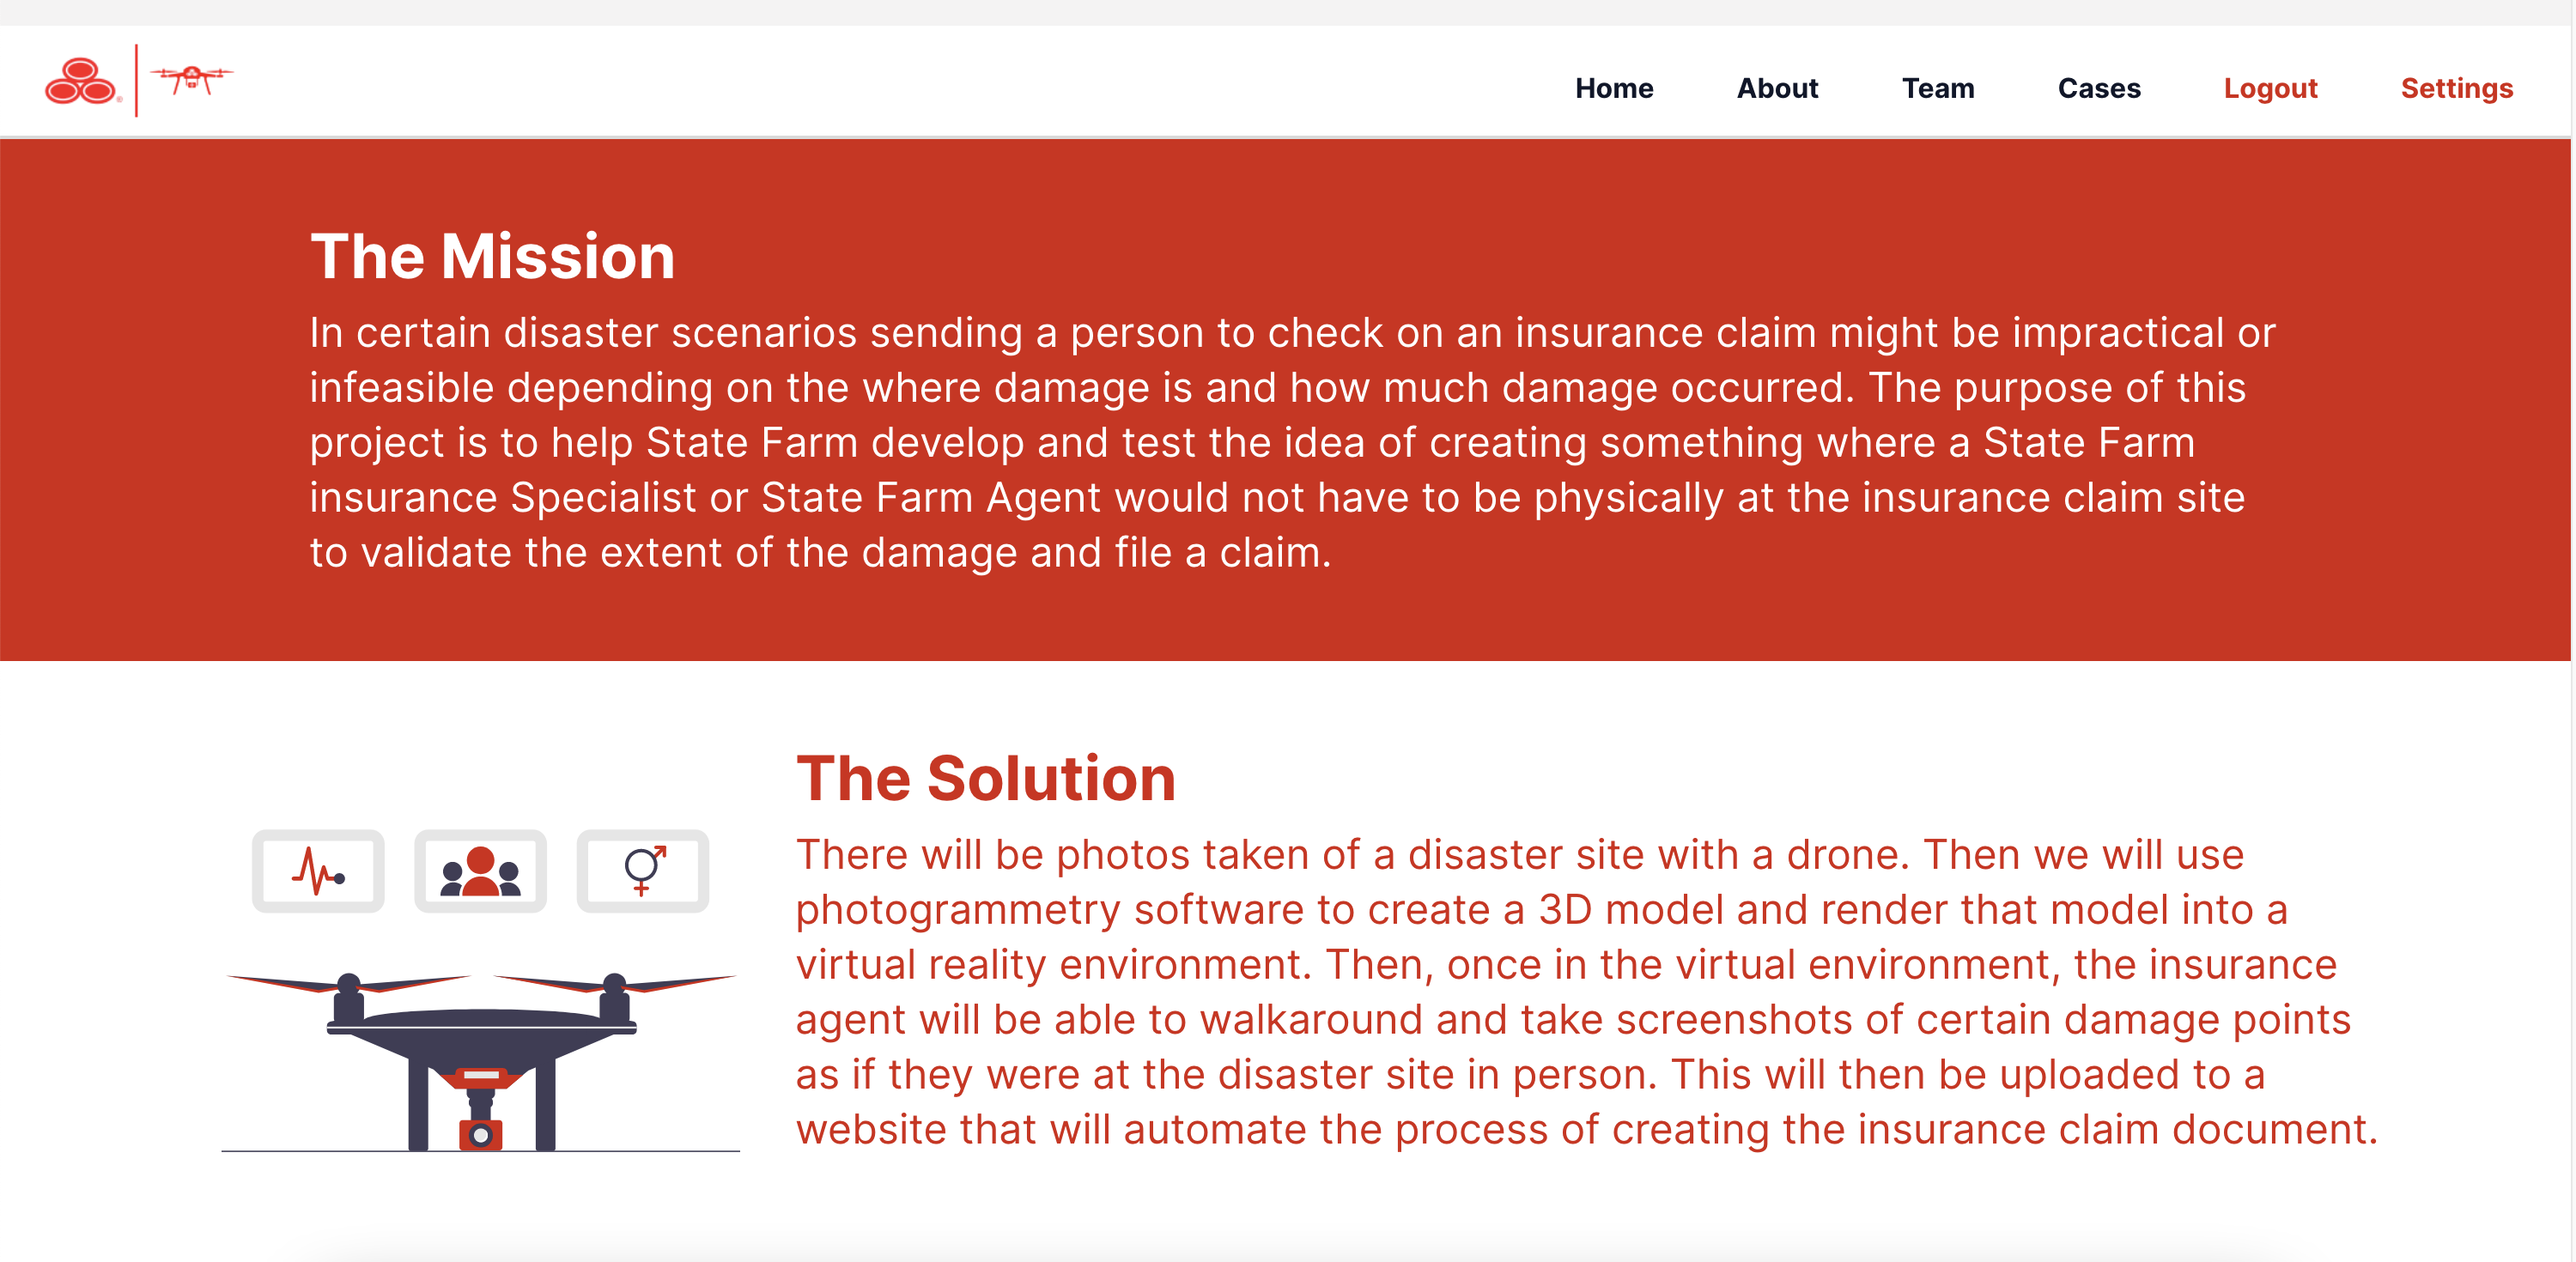 Home About Team Cases Logout Settings
The Mission
In certain disaster scenarios sending a person to check on an insurance claim might be impractical or
infeasible depending on the where damage is and how much damage occurred. The purpose of this
project is to help State Farm develop and test the idea of creating something where a State Farm
insurance Specialist or State Farm Agent would not have to be physically at the insurance claim site
to validate the extent of the damage and file a claim.
The Solution
There will be photos taken of a disaster site with a drone. Then we will use
photogrammetry software to create a 3D model and render that model into a
virtual reality environment. Then, once in the virtual environment, the insurance
agent will be able to walkaround and take screenshots of certain damage points
as if they were at the disaster site in person. This will then be uploaded to a
website that will automate the process of creating the insurance claim document.